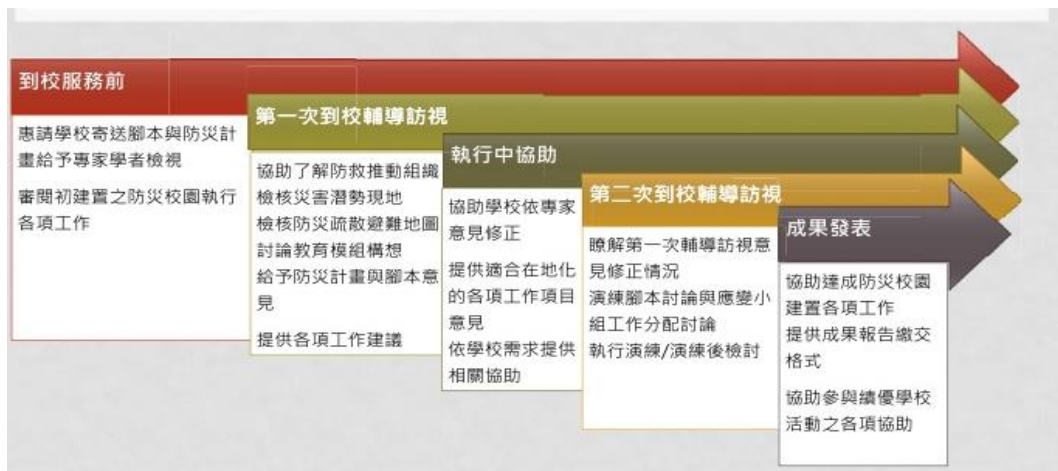 到校服務前
惠請學校寄送腳本與防災計
畫給予專家學者檢視
審閱初建置之防災校園執行
各項工作
第一次到校輔導訪視
協助了解防救推動組織
檢核災害潛勢現地
檢核防災疏散避難地圖
討論教育模組構想
給予防災計畫與腳本意
見
提供各項工作建議
執行中協助
協助學校依專家
意見修正
提供適合在地化
的各項工作項目
意見
依學校需求提供
相關協助
第二次到校輔導訪視
瞭解第一次輔導訪視意
見修正情況
演練腳本討論與應變小
組工作分配討論
執行演練/演練後檢討
成果發表
協助達成防災校園
建置各項工作
提供成果報告繳交
格式
協助參與績優學校
活動之各項協助